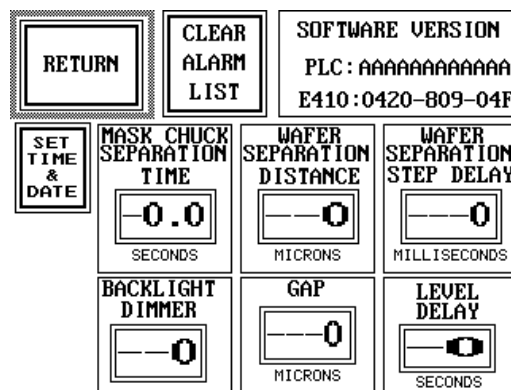 RETURN
CLEAR
ALARM
LIST
SOFTWARE VERSION
PLC:AAAAAAAAAAAA
E410:0420-809-04F
SET
TIME
&
DATE
MASK CHUCK
SEPARATION
TIME
-0.0
SECONDS
WAFER
SEPARATION
DISTANCE
---0
MICRONS
WAFER
SEPARATION
STEP DELAY
---0
MILLISECONDS
BACKLIGHT
DIMMER
---0
GAP
---0
MICRONS
LEVEL
DELAY
--0
SECONDS